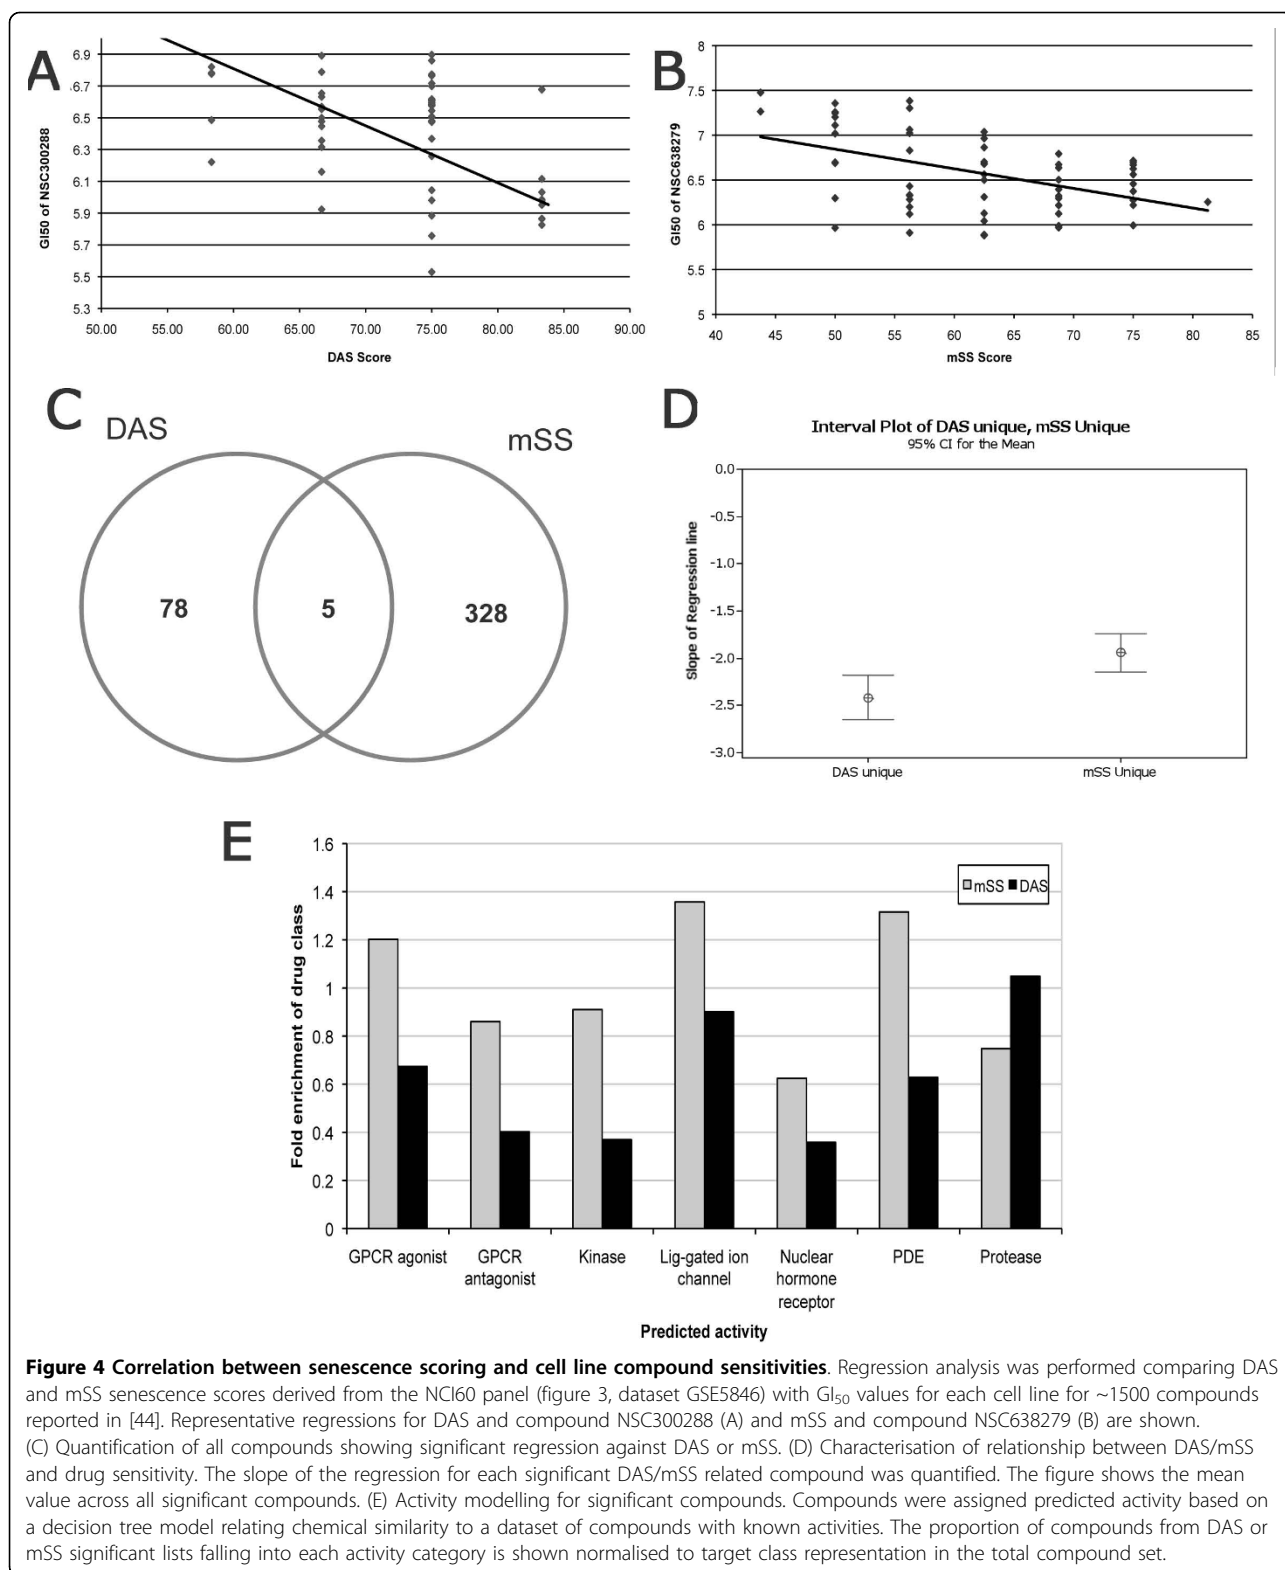 A
6.9
6.7
6.5
6.3
6.1
5.9
5.7
5.5
5.3
GI50 of NSC300288
50.00 55.00 60.00 65.00 70.00 75.00 80.00 85.00 90.00
DAS Score
B
8
7.5
7
6.5
6
5.5
5
GI50 of NSC638279
40 45 50 55 60 65 70 75 80 85
mSS Score
C
DAS
mSS
78 5 328
D
Interval Plot of DAS unique, mSS Unique
95% CI for the Mean
0.0
-0.5
-1.0
-1.5
-2.0
-2.5
-3.0
Slope of Regression line
DAS unique mSS Unique
E
1.6
1.4
1.2
1
0.8
0.6
0.4
0.2
0
Fold enrichment of drug class
mSS DAS
GPCR agonist
GPCR
antagonist
Kinase
Lig-gated ion
channel
Nuclear
hormone
receptor
PDE
Protease
Predicted activity
Figure 4 Correlation between senescence scoring and cell line compound sensitivities. Regression analysis was performed comparing DAS
and mSS senescence scores derived from the NCI60 panel (figure 3, dataset GSE5846) with GI50 values for each cell line for ~1500 compounds
reported in [44]. Representative regressions for DAS and compound NSC300288 (A) and mSS and compound NSC638279 (B) are shown.
(C) Quantification of all compounds showing significant regression against DAS or mSS. (D) Characterisation of relationship between DAS/mSS
and drug sensitivity. The slope of the regression for each significant DAS/mSS related compound was quantified. The figure shows the mean
value across all significant compounds. (E) Activity modelling for significant compounds. Compounds were assigned predicted activity based on
a decision tree model relating chemical similarity to a dataset of compounds with known activities. The proportion of compounds from DAS or
mSS significant lists falling into each activity category is shown normalised to target class representation in the total compound set.